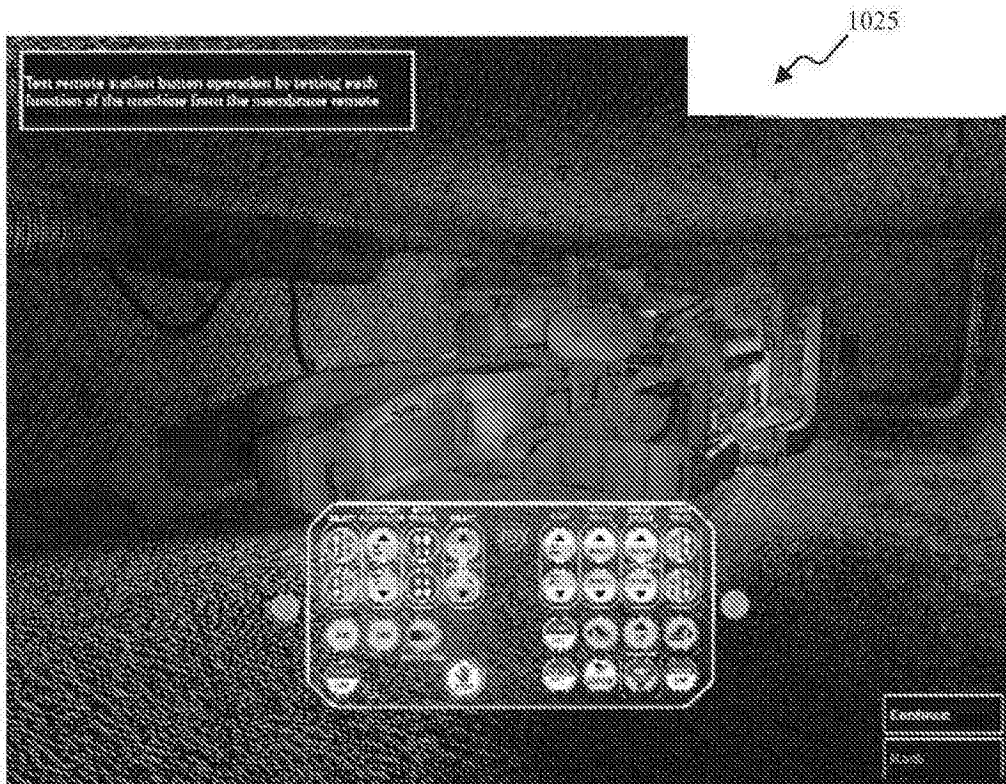 1025
Test remote station button operation by testing each
function of the machine from the membrane remote
Continue